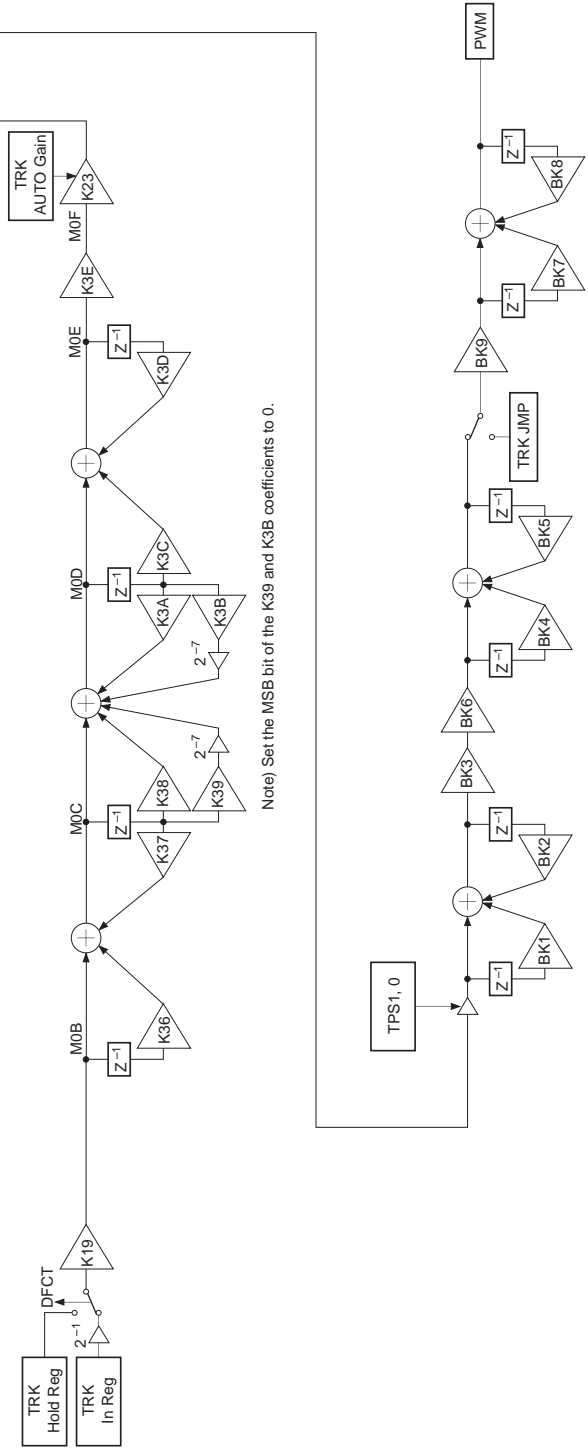 TRK
Hold Reg
TRK
In Reg
2⁻¹
DFCT
K19
M0B
Z⁻¹
K36
K37
M0C
Z⁻¹
K38
K39
2⁻⁷
2⁻⁷
K3A
K3B
M0D
Z⁻¹
K3C
K3D
Z⁻¹
M0E
K3E
M0F
K23
TRK
AUTO Gain
Note) Set the MSB bit of the K39 and K3B coefficients to 0.
TPS1, 0
Z⁻¹
BK1
BK2
Z⁻¹
BK3
BK6
Z⁻¹
BK4
BK5
Z⁻¹
TRK JMP
BK9
Z⁻¹
BK7
BK8
Z⁻¹
PWM